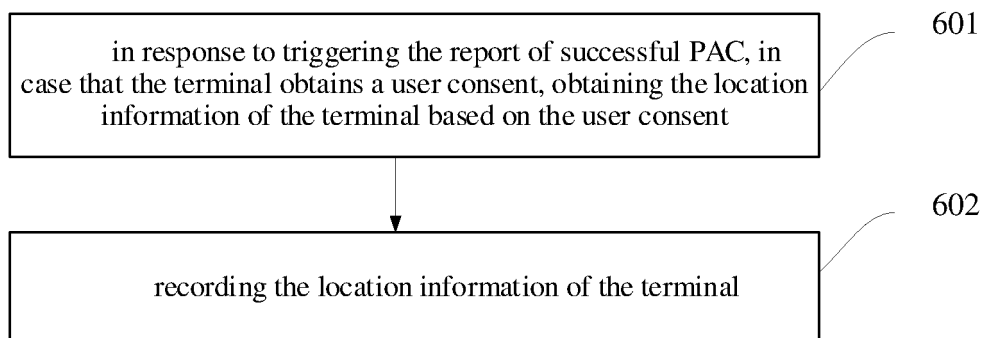 601
in response to triggering the report of successful PAC, in
case that the terminal obtains a user consent, obtaining the location
information of the terminal based on the user consent
602
recording the location information of the terminal